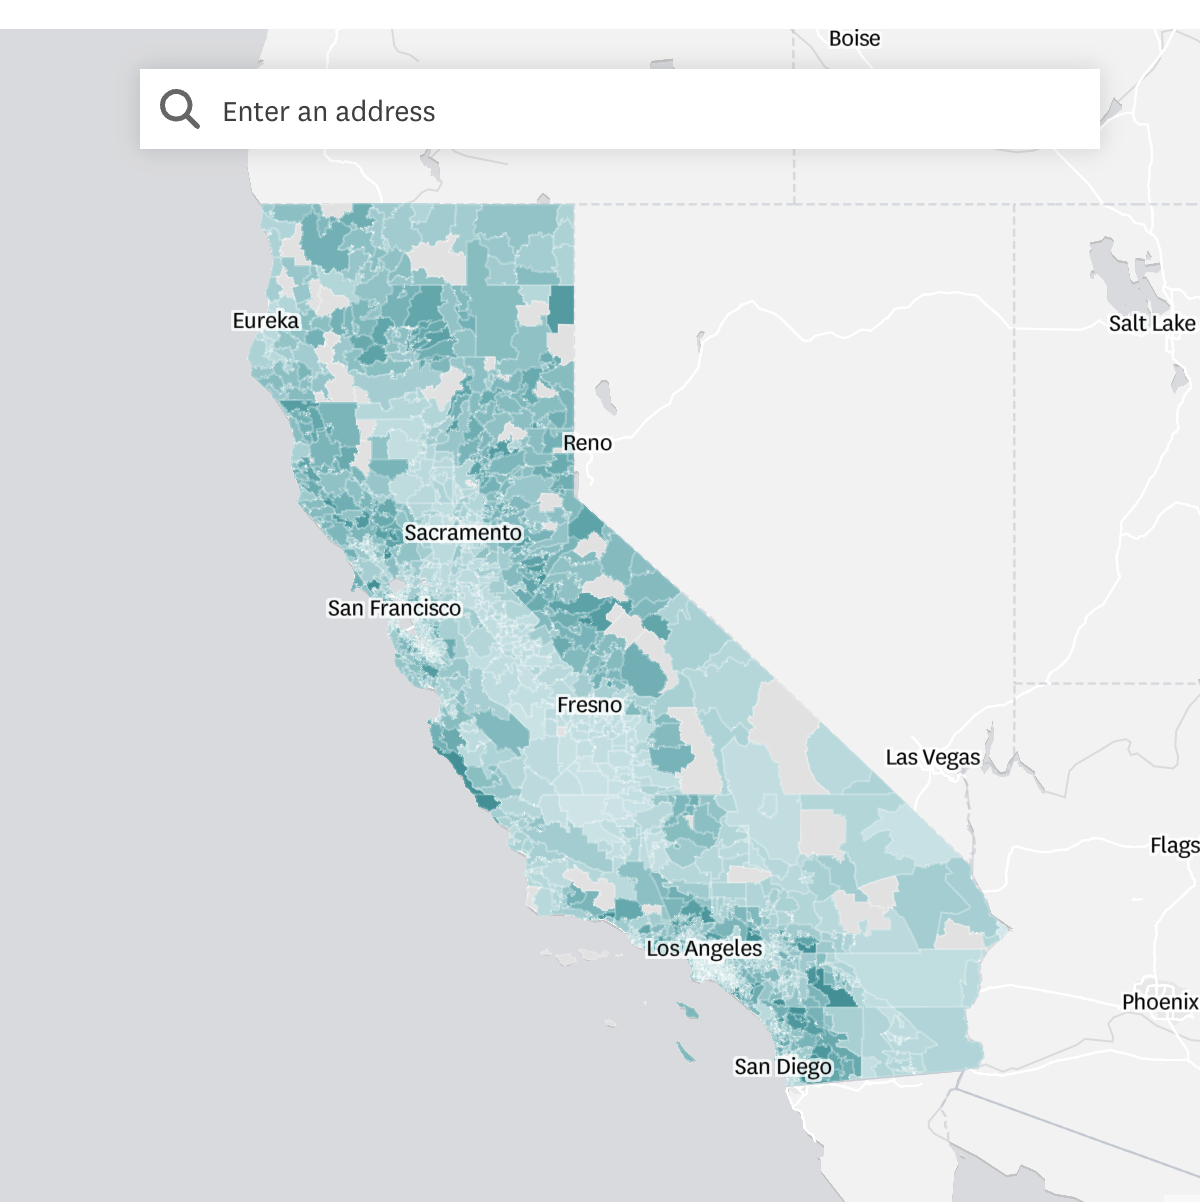 Boise
Enter an address
Eureka
Salt Lake
Reno
Sacramento
San Francisco
Fresno
Las Vegas
Flags
Los Angeles
Phoenix
San Diego